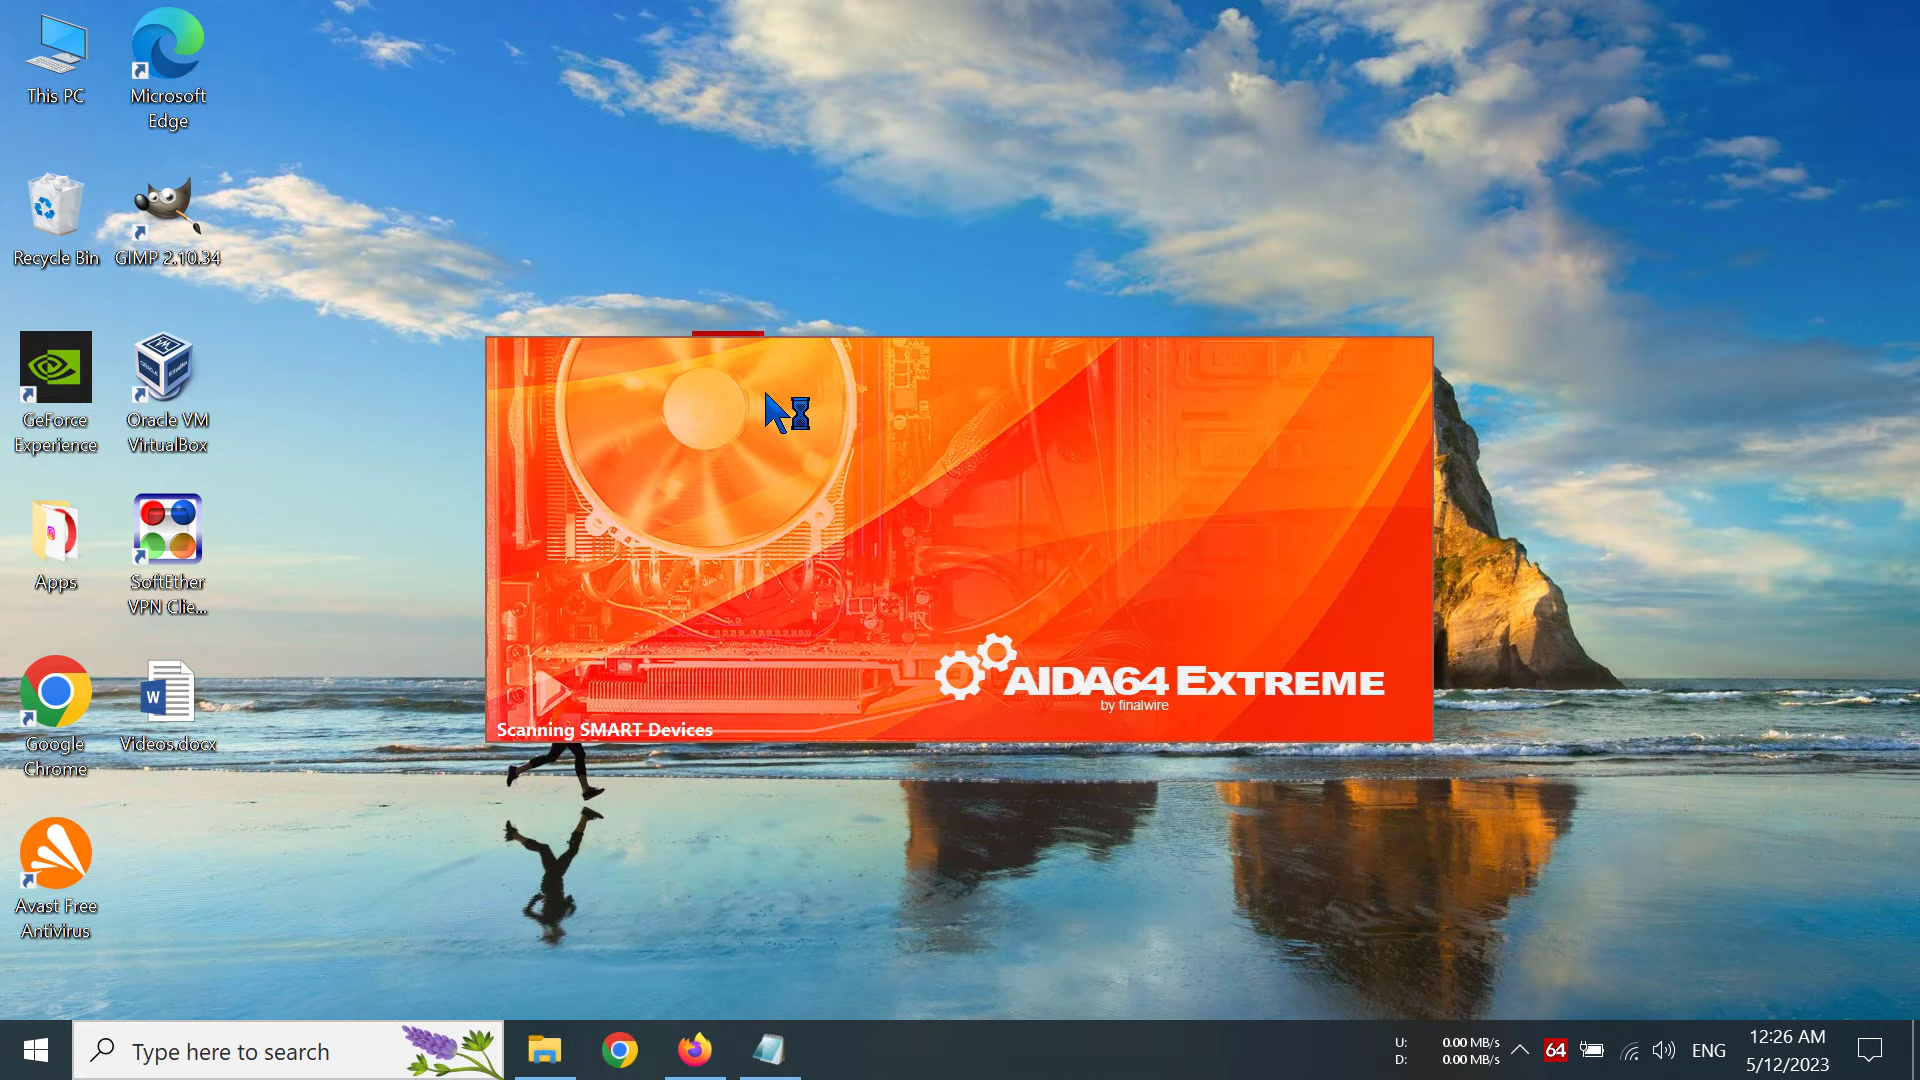 This PC
Microsoft
Edge
Recycle Bin
GIMP 2.10.34
GeForce
Experience
Oracle VM
VirtualBox
Apps
SoftEther
VPN Clie...
Google
Chrome
W
Videos.docx
Avast Free
Antivirus
AIDA64 EXTREME
by finalwire
Scanning SMART Devices
Type here to search
U: 0.00 MB/s
D: 0.00 MB/s
64
ENG
12:26 AM
5/12/2023